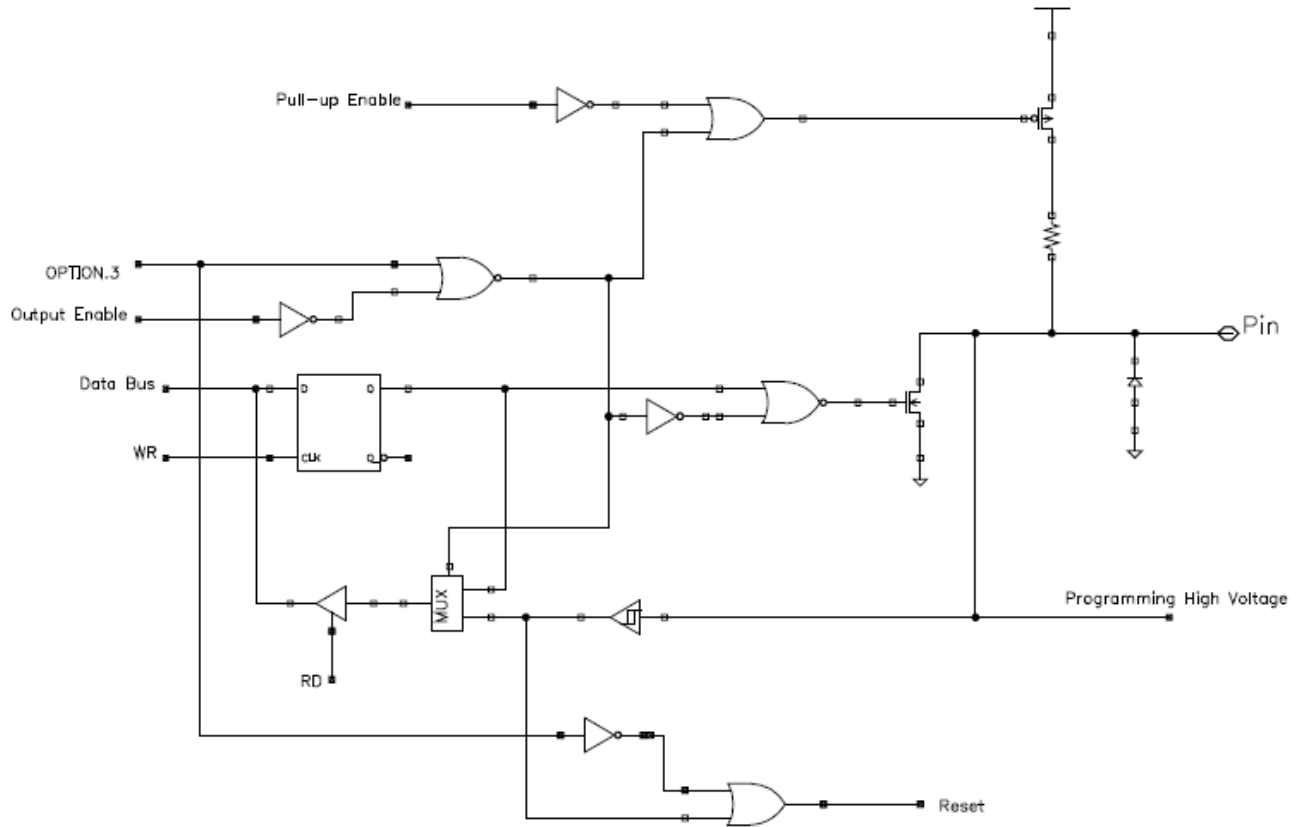 Pull-up Enable
OPTION.3
Output Enable
Pin
Data Bus
D
Q
WR
CLK
Q
MUX
Programming High Voltage
RD
Reset